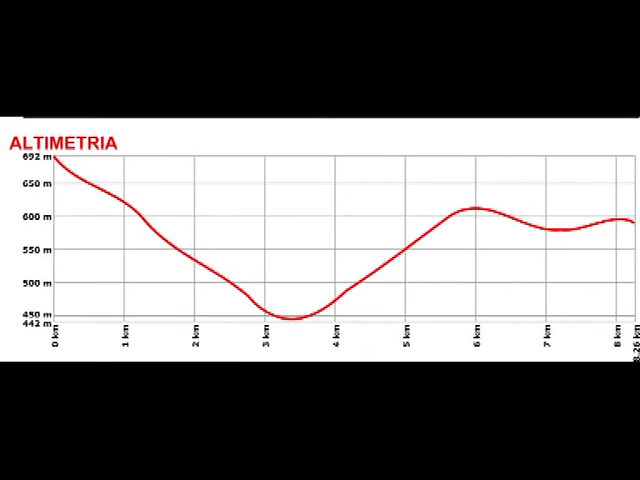 ALTIMETRIA
692 m
650 m
600 m
550 m
500 m
450 m
442 m
0 km
1 km
2 km
3 km
4 km
5 km
6 km
7 km
8 km
8.26 km